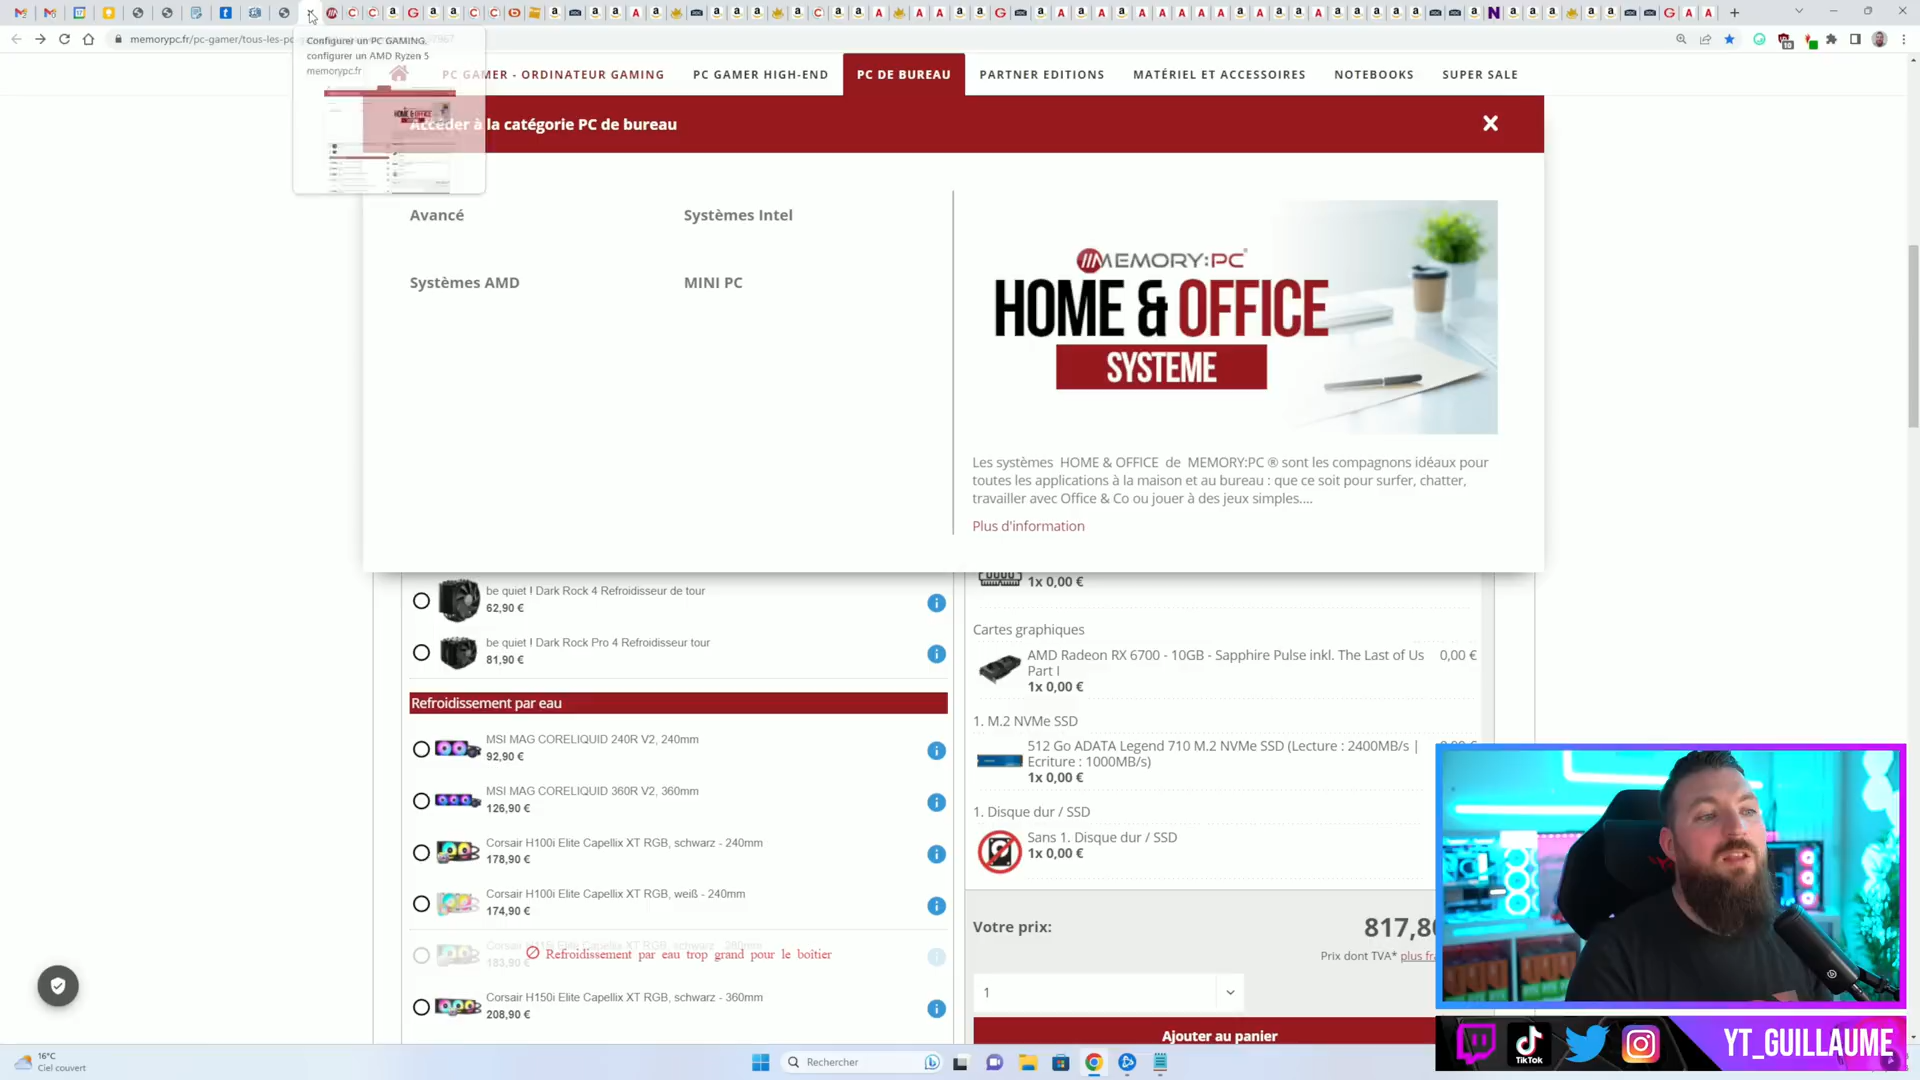 memorypc.fr/pc-gamer/tous-les-pc
Configurer un PC GAMING,
configurer un AMD Ryzen 5
memorypc.fr
PC GAMER - ORDINATEUR GAMING
PC GAMER HIGH-END
PC DE BUREAU
PARTNER EDITIONS
MATÉRIEL ET ACCESSOIRES
NOTEBOOKS
SUPER SALE
Accéder à la catégorie PC de bureau
Avancé
Systèmes Intel
Systèmes AMD
MINI PC
MEMORY:PC®
HOME & OFFICE
SYSTEME
Les systèmes HOME & OFFICE de MEMORY:PC ® sont les compagnons idéaux pour
toutes les applications à la maison et au bureau : que ce soit pour surfer, chatter,
travailler avec Office & Co ou jouer à des jeux simples....
Plus d'information
be quiet ! Dark Rock 4 Refroidisseur de tour
62,90 €
be quiet ! Dark Rock Pro 4 Refroidisseur tour
81,90 €
Refroidissement par eau
MSI MAG CORELIQUID 240R V2, 240mm
92,90 €
MSI MAG CORELIQUID 360R V2, 360mm
126,90 €
Corsair H100i Elite Capellix XT RGB, schwarz - 240mm
178,90 €
Corsair H100i Elite Capellix XT RGB, weiß - 240mm
174,90 €
183,90 €
Refroidissement par eau trop grand pour le boîtier
Corsair H150i Elite Capellix XT RGB, schwarz - 360mm
208,90 €
1x 0,00 €
Cartes graphiques
AMD Radeon RX 6700 - 10GB - Sapphire Pulse inkl. The Last of Us
Part I
0,00 €
1x 0,00 €
1. M.2 NVMe SSD
512 Go ADATA Legend 710 M.2 NVMe SSD (Lecture : 2400MB/s |
Ecriture : 1000MB/s)
1x 0,00 €
1. Disque dur / SSD
Sans 1. Disque dur / SSD
1x 0,00 €
Votre prix:
817,8
Prix dont TVA* plus
1
Ajouter au panier
TikTok
YT_GUILLAUME
16°C
Ciel couvert
Rechercher